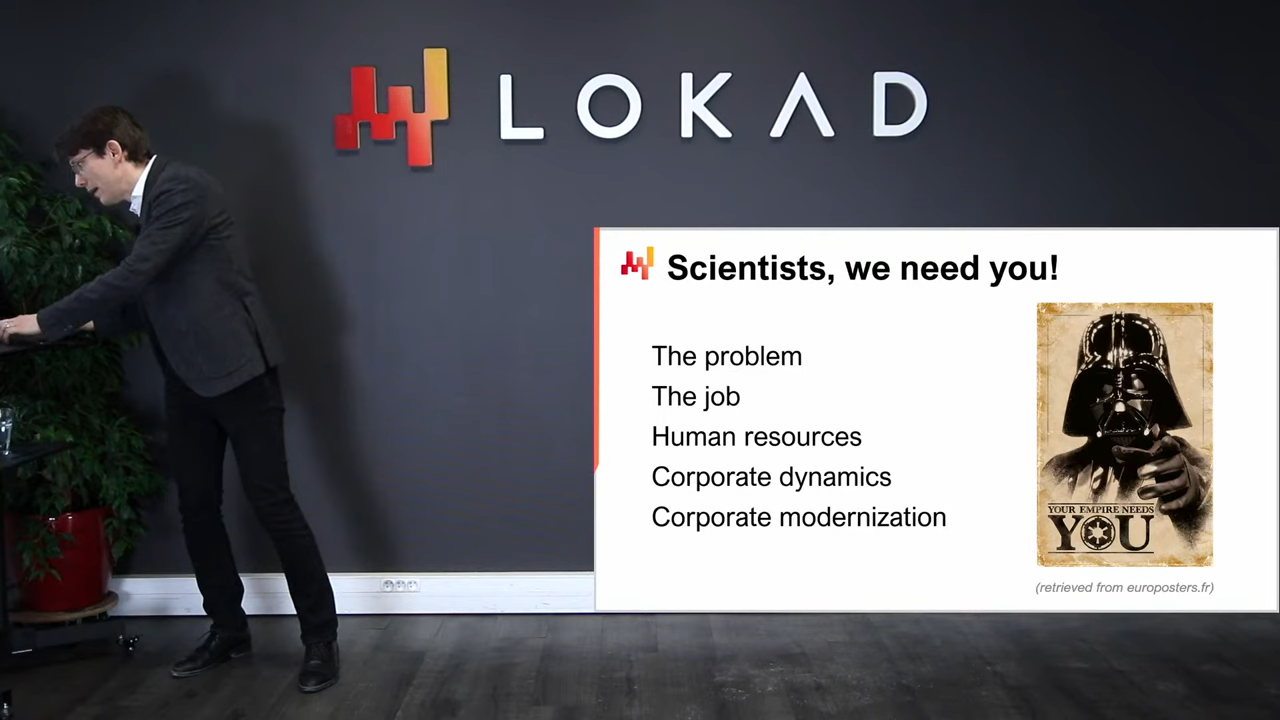 LOKAD
Scientists, we need you!
The problem
The job
Human resources
Corporate dynamics
Corporate modernization
YOUR EMPIRE NEEDS
YOU
(retrieved from europosters.fr)